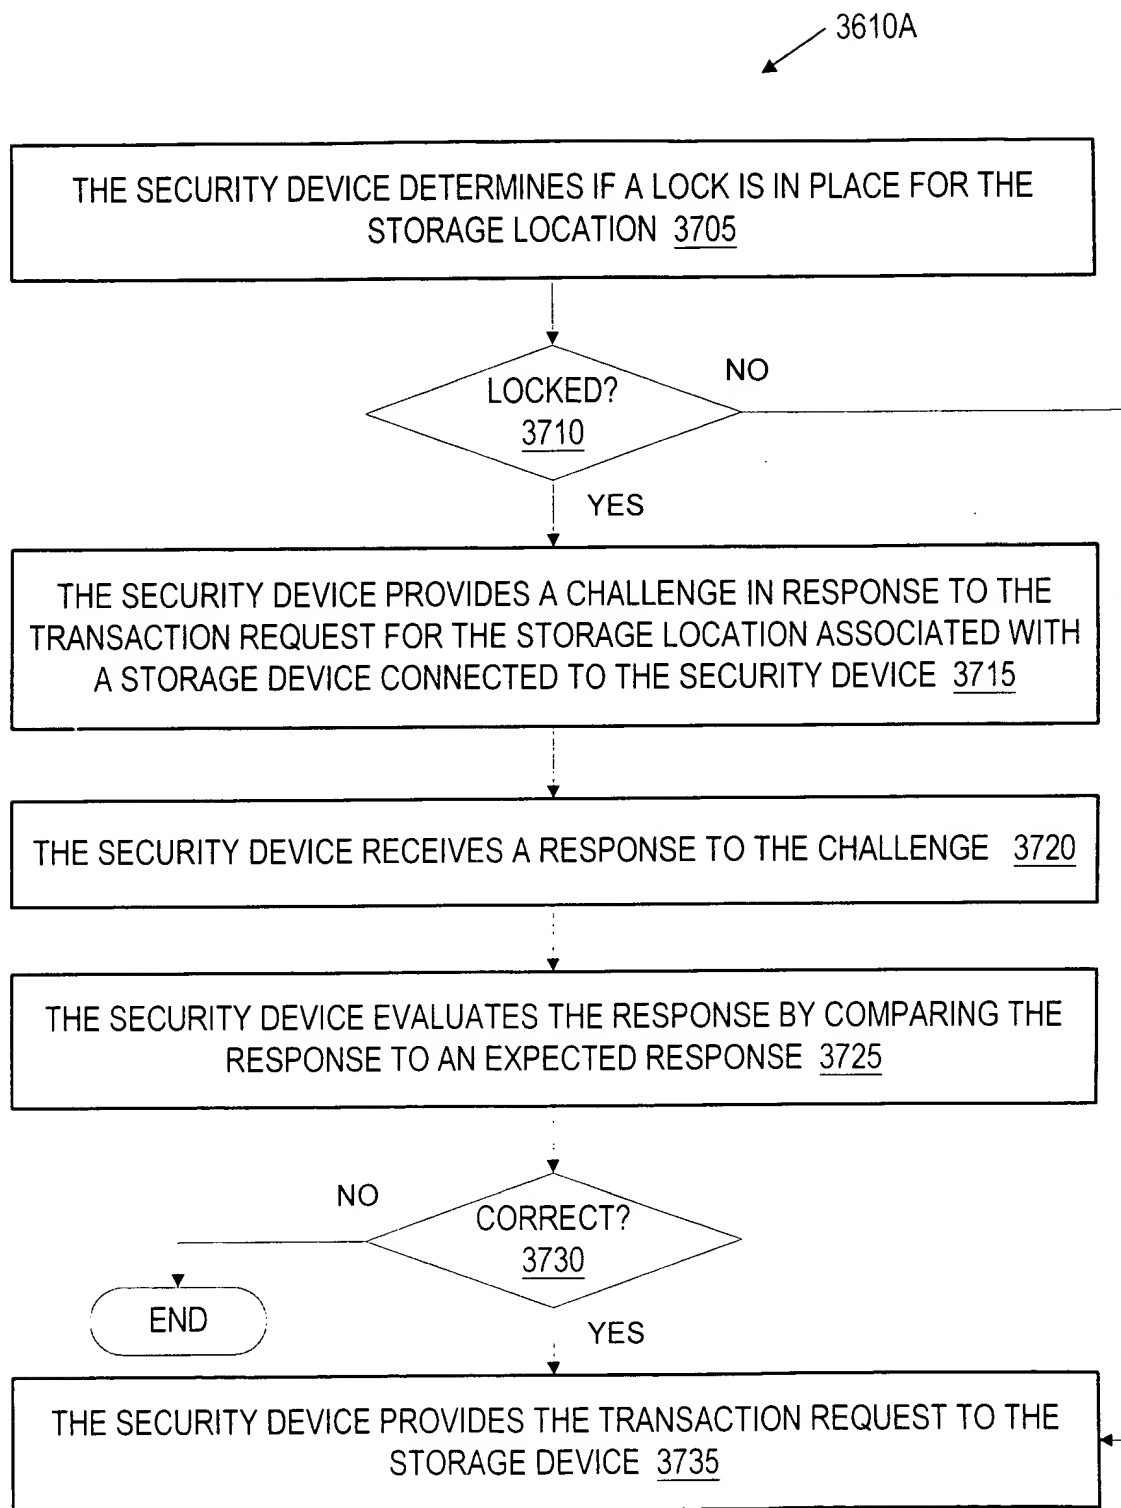 3610A
THE SECURITY DEVICE DETERMINES IF A LOCK IS IN PLACE FOR THE
STORAGE LOCATION 3705
LOCKED?
3710
NO
YES
THE SECURITY DEVICE PROVIDES A CHALLENGE IN RESPONSE TO THE
TRANSACTION REQUEST FOR THE STORAGE LOCATION ASSOCIATED WITH
A STORAGE DEVICE CONNECTED TO THE SECURITY DEVICE 3715
THE SECURITY DEVICE RECEIVES A RESPONSE TO THE CHALLENGE 3720
THE SECURITY DEVICE EVALUATES THE RESPONSE BY COMPARING THE
RESPONSE TO AN EXPECTED RESPONSE 3725
NO
CORRECT?
3730
END
YES
THE SECURITY DEVICE PROVIDES THE TRANSACTION REQUEST TO THE
STORAGE DEVICE 3735